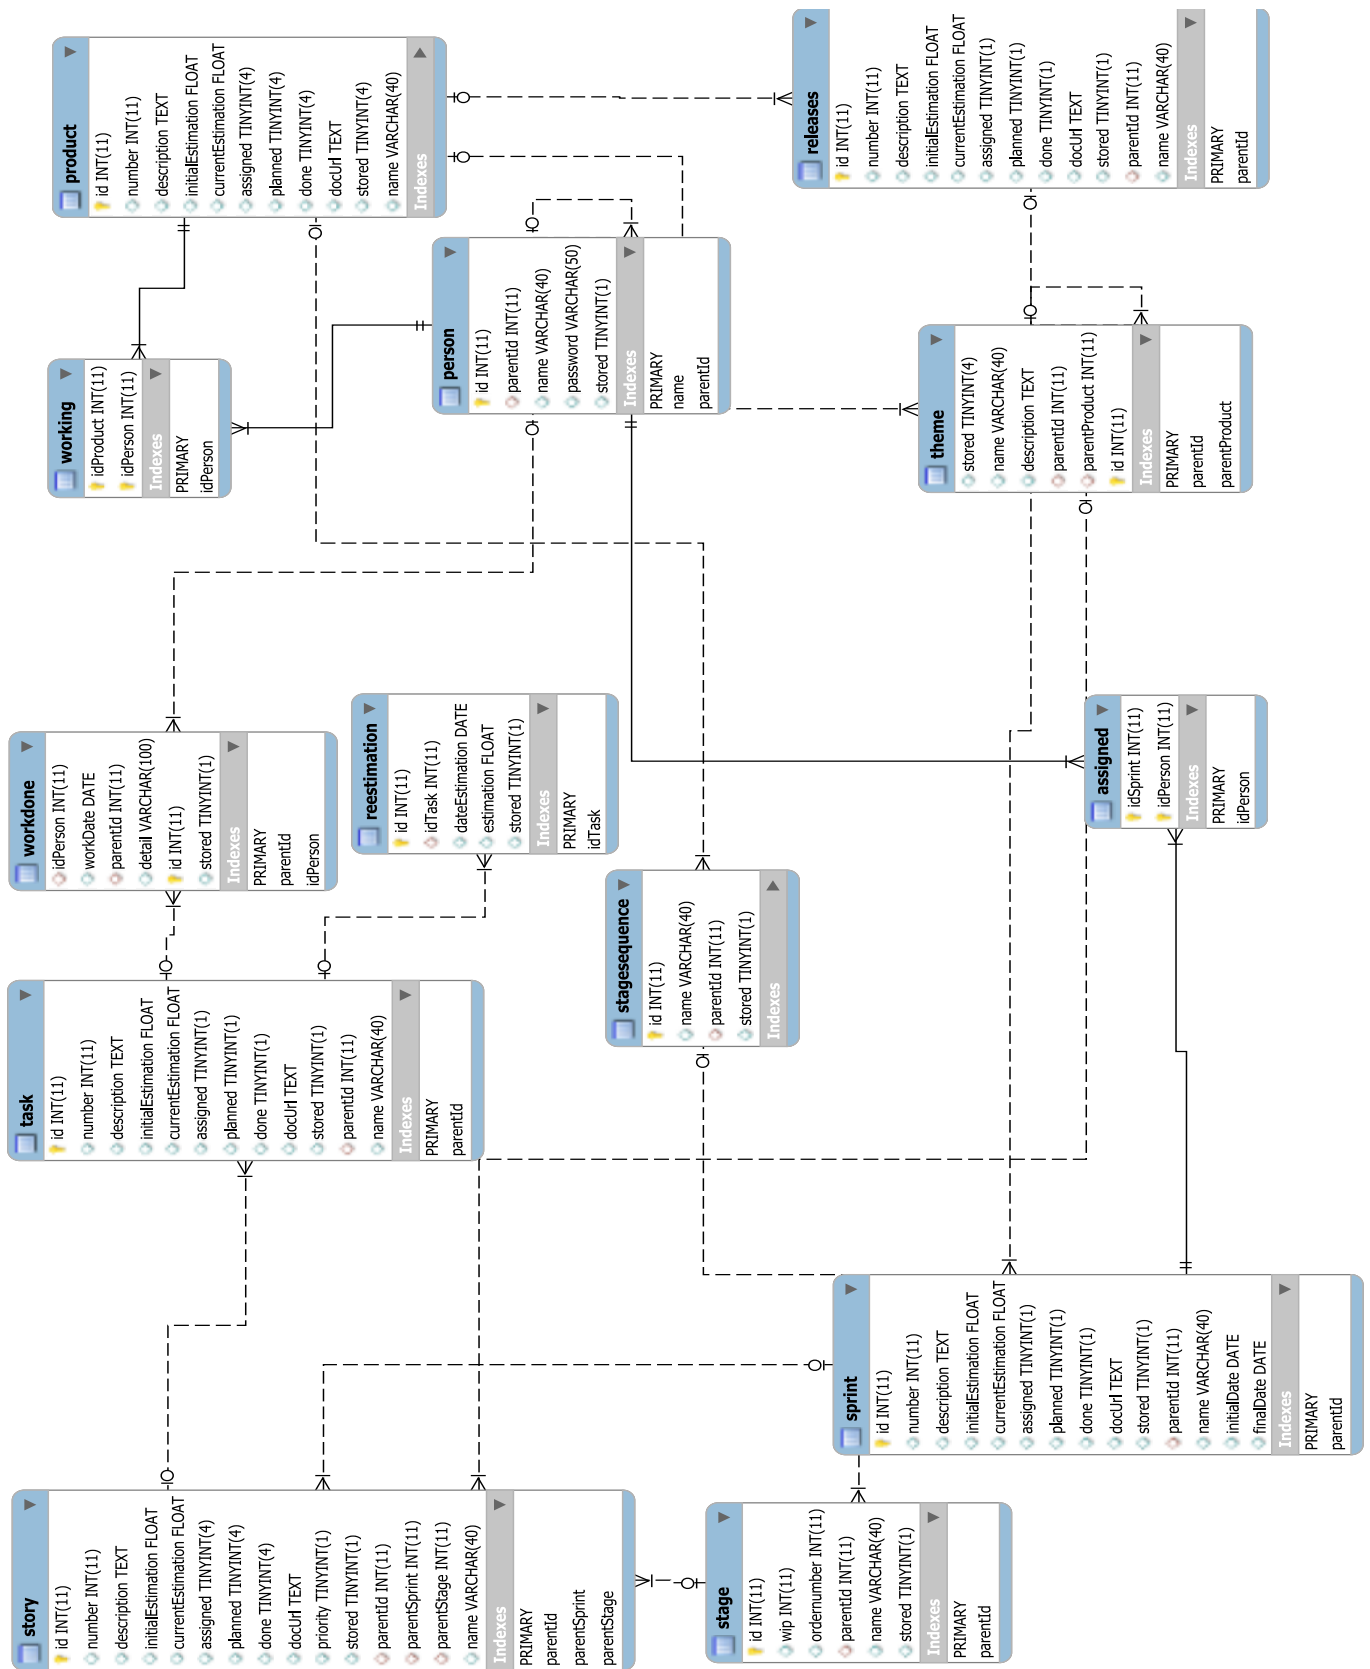 story
id INT(11)
number INT(11)
description TEXT
initialEstimation FLOAT
currentEstimation FLOAT
assigned TINYINT(4)
planned TINYINT(4)
done TINYINT(4)
docUrl TEXT
priority TINYINT(1)
stored TINYINT(1)
parentId INT(11)
parentSprint INT(11)
parentStage INT(11)
name VARCHAR(40)
Indexes
PRIMARY
parentId
parentSprint
parentStage
task
id INT(11)
number INT(11)
description TEXT
initialEstimation FLOAT
currentEstimation FLOAT
assigned TINYINT(1)
planned TINYINT(1)
done TINYINT(1)
docUrl TEXT
stored TINYINT(1)
parentId INT(11)
name VARCHAR(40)
Indexes
PRIMARY
parentId
workdone
idPerson INT(11)
workDate DATE
parentId INT(11)
detail VARCHAR(100)
id INT(11)
stored TINYINT(1)
Indexes
PRIMARY
parentId
idPerson
working
idProduct INT(11)
idPerson INT(11)
Indexes
PRIMARY
idPerson
product
id INT(11)
number INT(11)
description TEXT
initialEstimation FLOAT
currentEstimation FLOAT
assigned TINYINT(4)
planned TINYINT(4)
done TINYINT(4)
docUrl TEXT
stored TINYINT(4)
name VARCHAR(40)
Indexes
reestimation
id INT(11)
idTask INT(11)
dateEstimation DATE
estimation FLOAT
stored TINYINT(1)
Indexes
PRIMARY
idTask
person
id INT(11)
parentId INT(11)
name VARCHAR(40)
password VARCHAR(50)
stored TINYINT(1)
Indexes
PRIMARY
name
parentId
stagesequence
id INT(11)
name VARCHAR(40)
parentId INT(11)
stored TINYINT(1)
Indexes
stage
id INT(11)
wip INT(11)
ordernumber INT(11)
parentId INT(11)
name VARCHAR(40)
stored TINYINT(1)
Indexes
PRIMARY
parentId
sprint
id INT(11)
number INT(11)
description TEXT
initialEstimation FLOAT
currentEstimation FLOAT
assigned TINYINT(1)
planned TINYINT(1)
done TINYINT(1)
docUrl TEXT
stored TINYINT(1)
parentId INT(11)
name VARCHAR(40)
initialDate DATE
finalDate DATE
Indexes
PRIMARY
parentId
assigned
idSprint INT(11)
idPerson INT(11)
Indexes
PRIMARY
idPerson
theme
stored TINYINT(4)
name VARCHAR(40)
description TEXT
parentId INT(11)
parentProduct INT(11)
id INT(11)
Indexes
PRIMARY
parentId
parentProduct
releases
id INT(11)
number INT(11)
description TEXT
initialEstimation FLOAT
currentEstimation FLOAT
assigned TINYINT(1)
planned TINYINT(1)
done TINYINT(1)
docUrl TEXT
stored TINYINT(1)
parentId INT(11)
name VARCHAR(40)
Indexes
PRIMARY
parentId